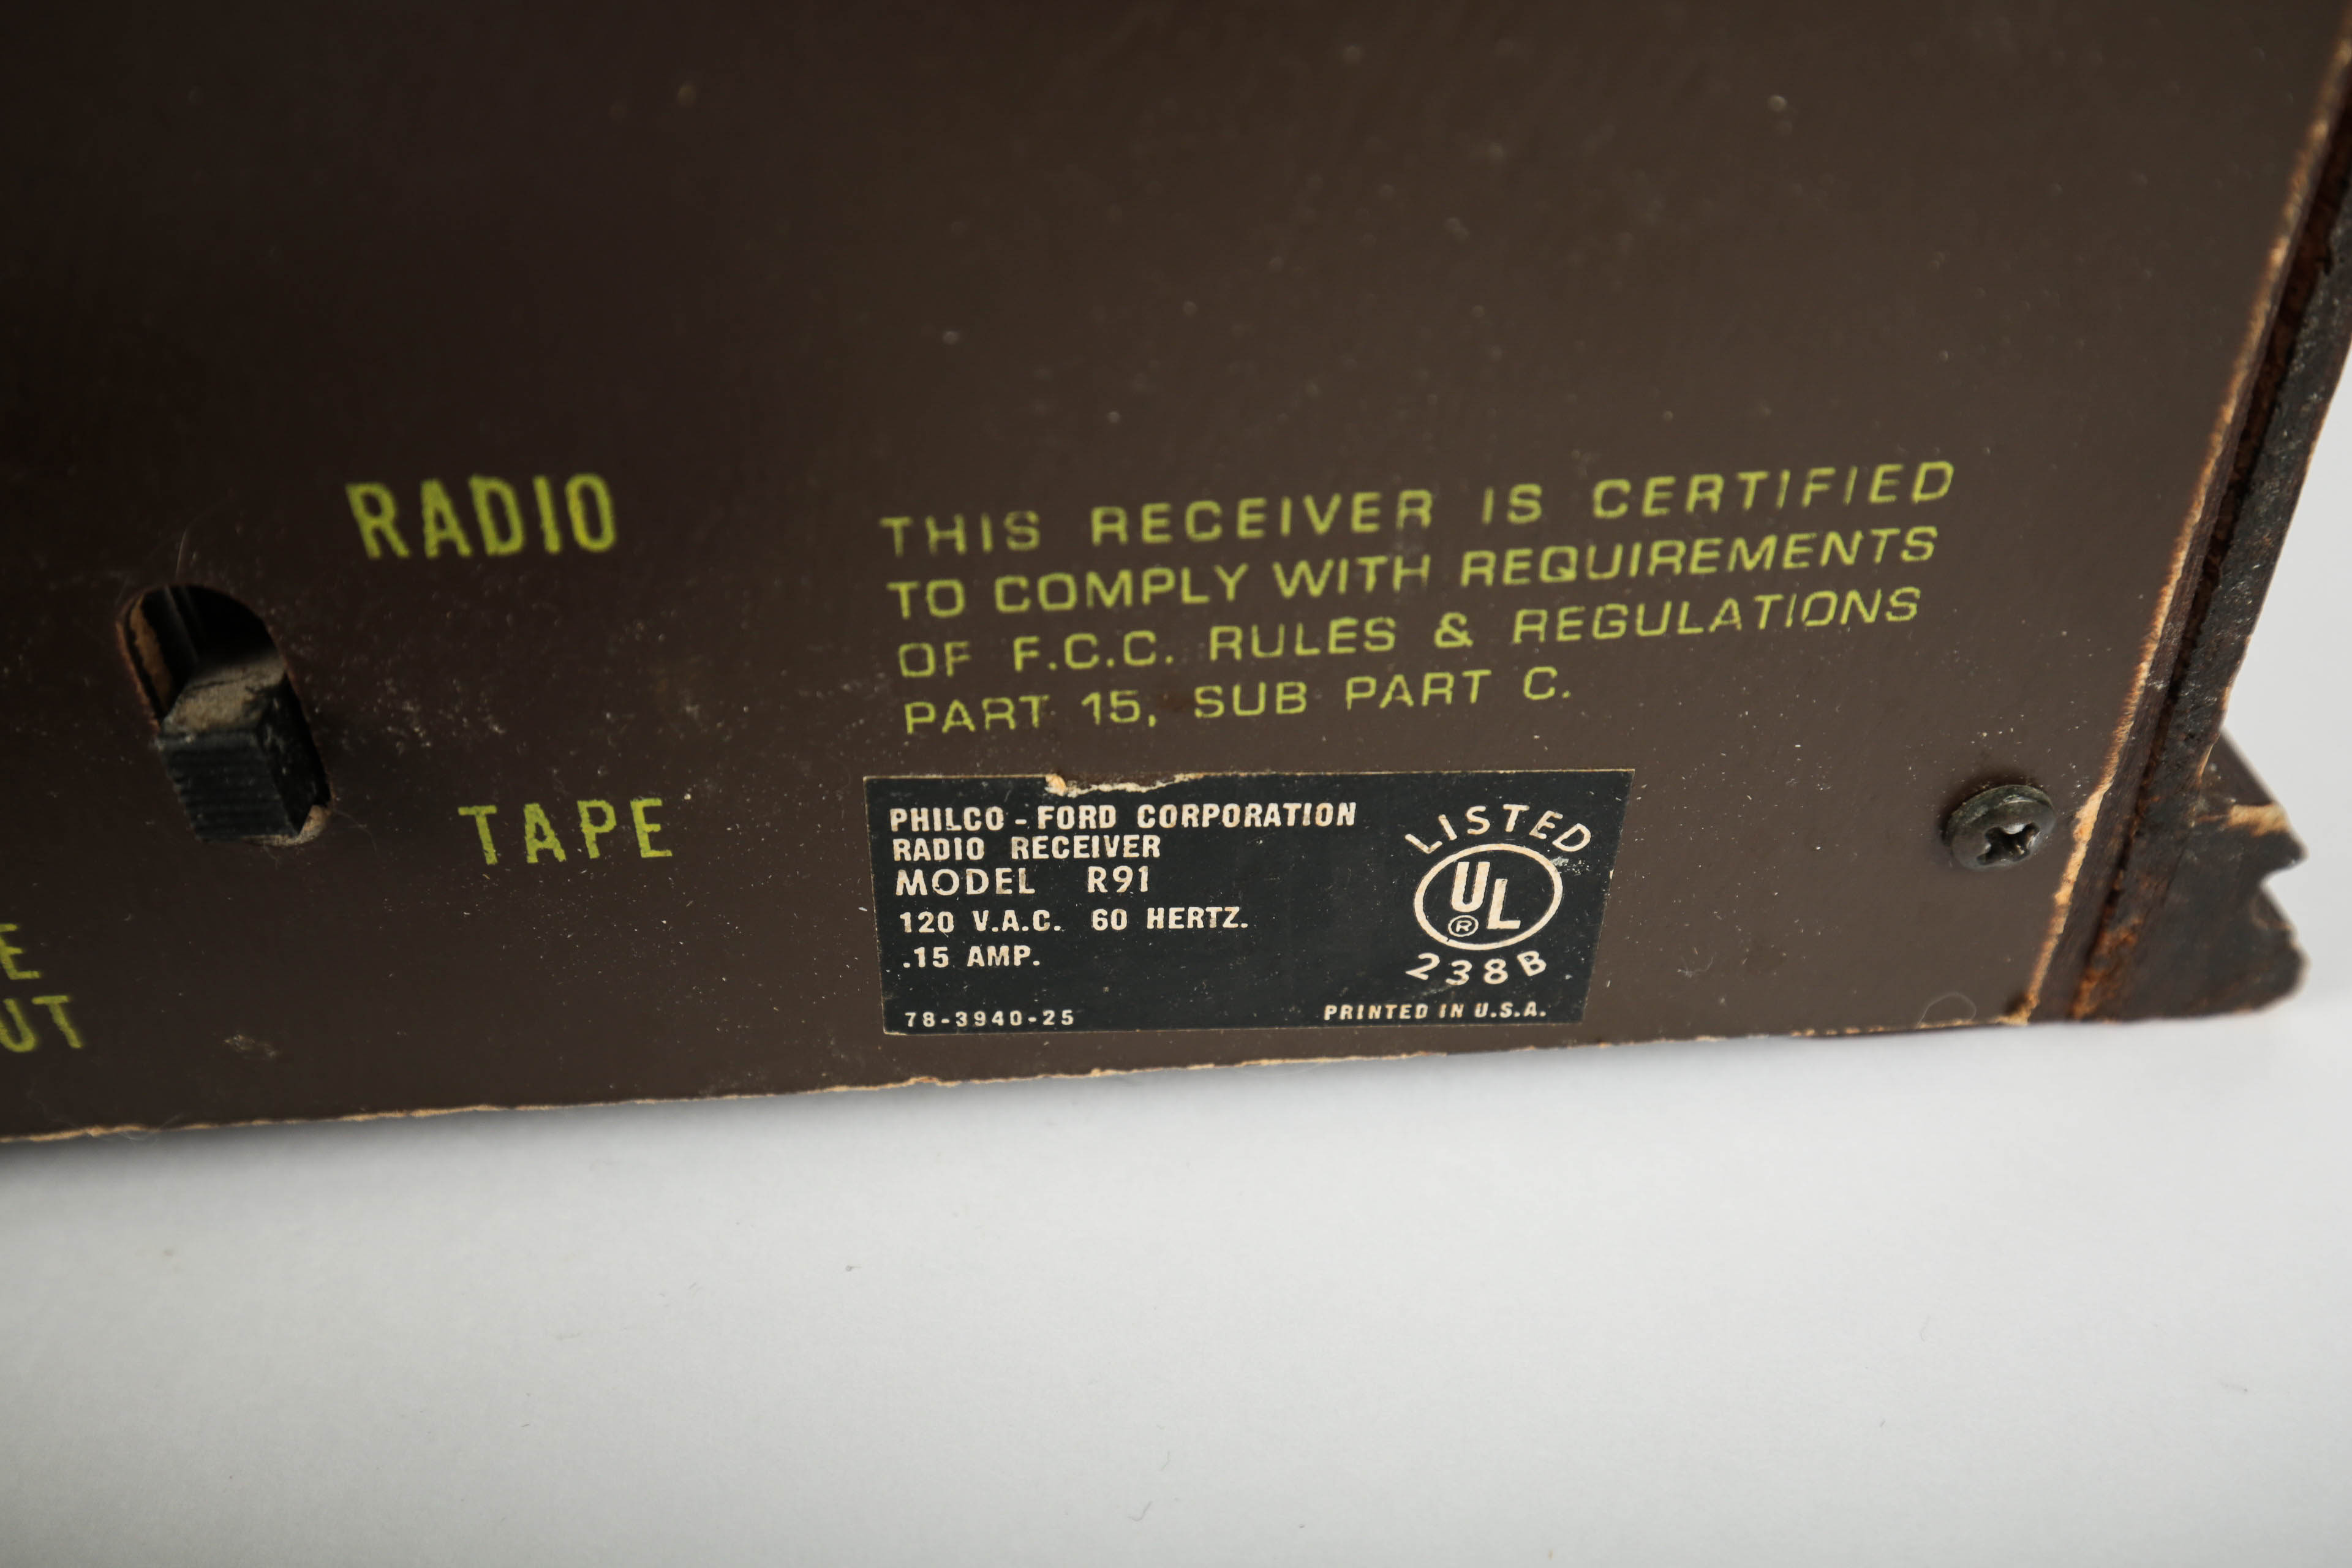 RADIO
TAPE
E
UT
THIS RECEIVER IS CERTIFIED
TO COMPLY WITH REQUIREMENTS
OF F.C.C. RULES & REGULATIONS
PART 15, SUB PART C.
PHILCO-FORD CORPORATION
RADIO RECEIVER
MODEL R91
120 V.A.C. 60 HERTZ.
.15 AMP.
78-3940-25
LISTED
UL
®
238B
PRINTED IN U.S.A.